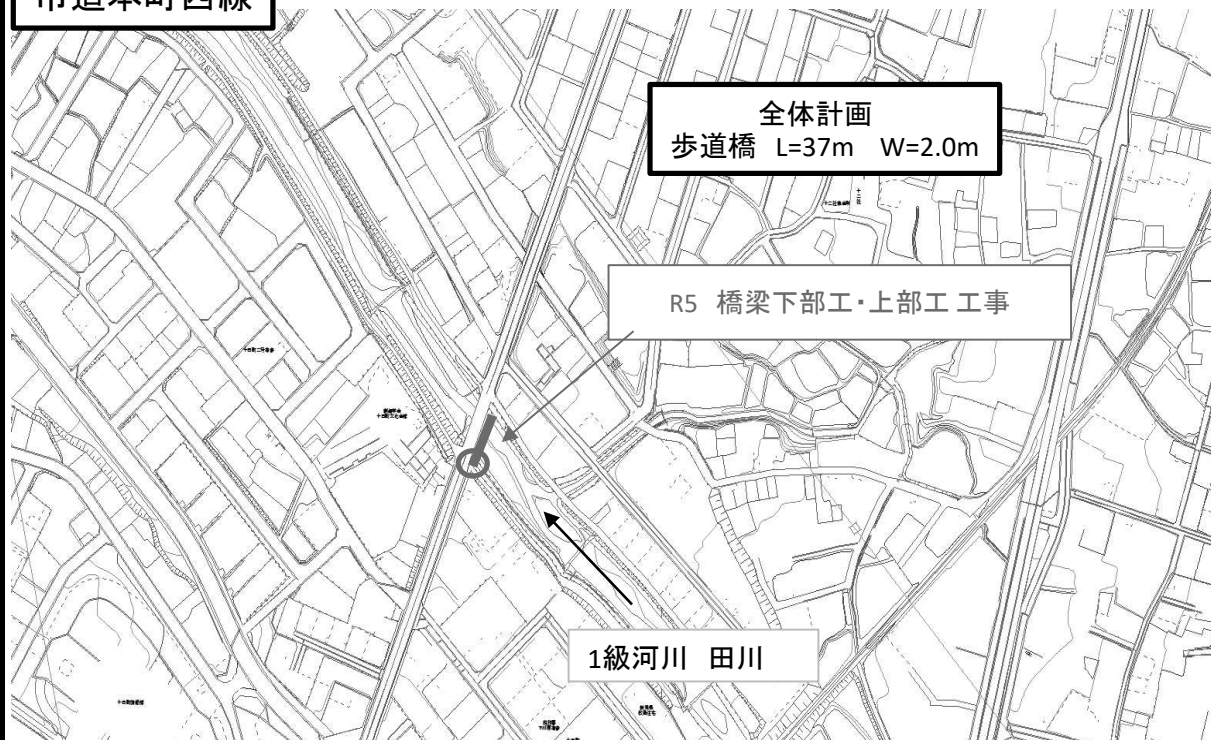 市道本町西線
全体計画
歩道橋 L=37m W=2.0m
R5 橋梁下部工・上部工 工事
1級河川 田川